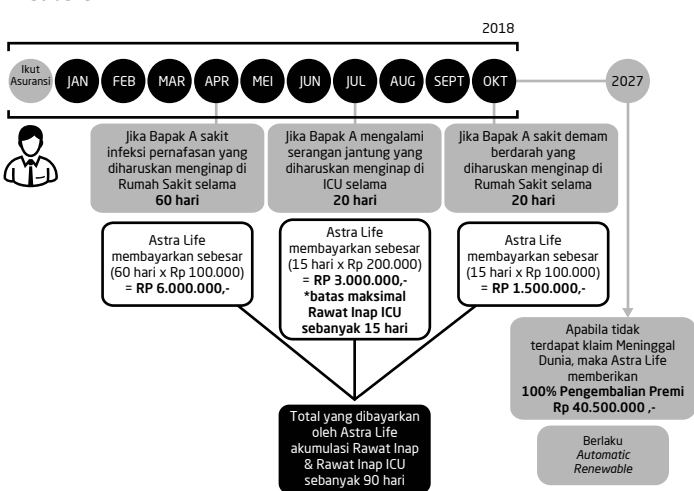 2018
Ikut
Asuransi
JAN
FEB
MAR
APR
MEI
JUN
JUL
AUG
SEPT
OKT
2027
Jika Bapak A sakit
infeksi pernafasan yang
diharuskan menginap di
Rumah Sakit selama
60 hari
Jika Bapak A mengalami
serangan jantung yang
diharuskan menginap di
ICU selama
20 hari
Jika Bapak A sakit demam
berdarah yang
diharuskan menginap di
Rumah Sakit selama
20 hari
Astra Life
membayarkan sebesar
(60 hari x Rp 100.000)
= RP 6.000.000,-
Astra Life
membayarkan sebesar
(15 hari x Rp 200.000)
= RP 3.000.000,-
*batas maksimal
Rawat Inap ICU
sebanyak 15 hari
Astra Life
membayarkan sebesar
(15 hari x Rp 100.000)
= RP 1.500.000,-
Apabila tidak
terdapat klaim Meninggal
Dunia, maka Astra Life
memberikan
100% Pengembalian Premi
Rp 40.500.000 ,-
Total yang dibayarkan
oleh Astra Life
akumulasi Rawat Inap
& Rawat Inap ICU
sebanyak 90 hari
Berlaku
Automatic
Renewable